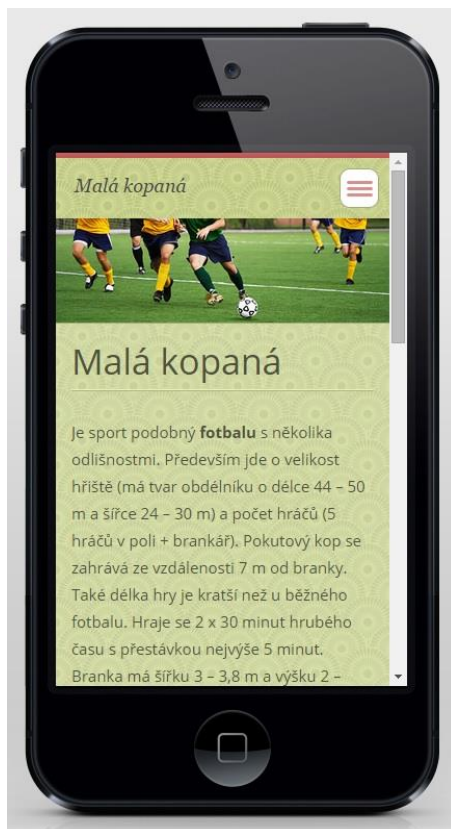 Malá kopaná
Malá kopaná
Je sport podobný fotbalu s několika
odlišnostmi. Především jde o velikost
hřiště (má tvar obdélníku o délce 44 – 50
m a šířce 24 – 30 m) a počet hráčů (5
hráčů v poli + brankář). Pokutový kop se
zahrává ze vzdálenosti 7 m od branky.
Také délka hry je kratší než u běžného
fotbalu. Hraje se 2 x 30 minut hrubého
času s přestávkou nejvýše 5 minut.
Branka má šířku 3 – 3,8 m a výšku 2 –